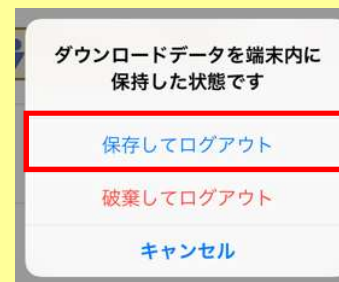 ダウンロードデータを端末内に
保持した状態です
保存してログアウト
破棄してログアウト
キャンセル